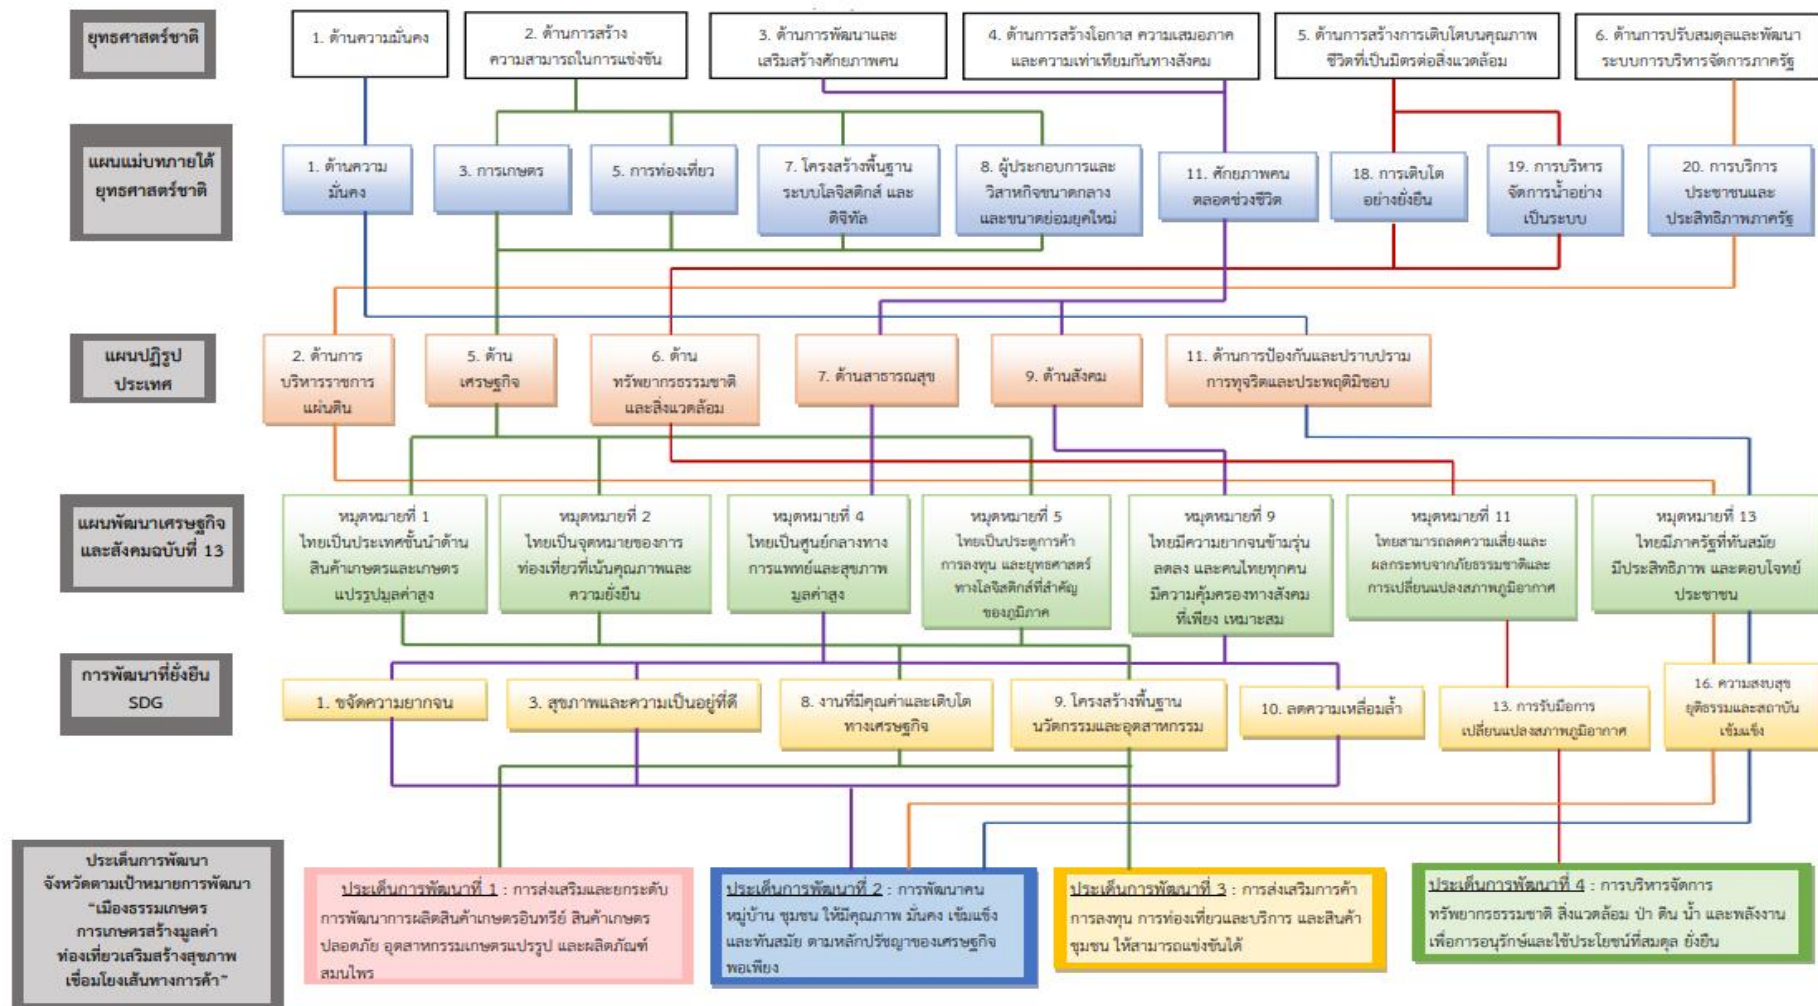 ยุทธศาสตร์ชาติ
1. ด้านความมั่นคง
2. ด้านการสร้าง
ความสามารถในการแข่งขัน
3. ด้านการพัฒนาและ
เสริมสร้างศักยภาพคน
4. ด้านการสร้างโอกาส ความเสมอภาค
และความเท่าเทียมกันทางสังคม
5. ด้านการสร้างการเติบโตบนคุณภาพ
ชีวิตที่เป็นมิตรต่อสิ่งแวดล้อม
6. ด้านการปรับสมดุลและพัฒนา
ระบบการบริหารจัดการภาครัฐ
แผนแม่บทภายใต้
ยุทธศาสตร์ชาติ
1. ด้านความ
มั่นคง
3. การเกษตร
5. การท่องเที่ยว
7. โครงสร้างพื้นฐาน
ระบบโลจิสติกส์ และ
ดิจิทัล
8. ผู้ประกอบการและ
วิสาหกิจขนาดกลาง
และขนาดย่อมยุคใหม่
11. ศักยภาพคน
ตลอดช่วงชีวิต
18. การเติบโต
อย่างยั่งยืน
19. การบริหาร
จัดการน้ำอย่าง
เป็นระบบ
20. การบริการ
ประชาชนและ
ประสิทธิภาพภาครัฐ
แผนปฏิรูป
ประเทศ
2. ด้านการ
บริหารราชการ
แผ่นดิน
5. ด้าน
เศรษฐกิจ
6. ด้าน
ทรัพยากรธรรมชาติ
และสิ่งแวดล้อม
7. ด้านสาธารณสุข
9. ด้านสังคม
11. ด้านการป้องกันและปราบปราม
การทุจริตและประพฤติมิชอบ
แผนพัฒนาเศรษฐกิจ
และสังคมฉบับที่ 13
หมุดหมายที่ 1
ไทยเป็นประเทศชั้นนำด้าน
สินค้าเกษตรและเกษตร
แปรรูปมูลค่าสูง
หมุดหมายที่ 2
ไทยเป็นจุดหมายของการ
ท่องเที่ยวที่เน้นคุณภาพและ
ความยั่งยืน
หมุดหมายที่ 4
ไทยเป็นศูนย์กลางทาง
การแพทย์และสุขภาพ
มูลค่าสูง
หมุดหมายที่ 5
ไทยเป็นประตูการค้า
การลงทุน และยุทธศาสตร์
ทางโลจิสติกส์ที่สำคัญ
ของภูมิภาค
หมุดหมายที่ 9
ไทยมีความยากจนข้ามรุ่น
ลดลง และคนไทยทุกคน
มีความคุ้มครองทางสังคม
ที่เพียง เหมาะสม
หมุดหมายที่ 11
ไทยสามารถลดความเสี่ยงและ
ผลกระทบจากภัยธรรมชาติและ
การเปลี่ยนแปลงสภาพภูมิอากาศ
หมุดหมายที่ 13
ไทยมีภาครัฐที่ทันสมัย
มีประสิทธิภาพ และตอบโจทย์
ประชาชน
การพัฒนาที่ยั่งยืน
SDG
1. ขจัดความยากจน
3. สุขภาพและความเป็นอยู่ที่ดี
8. งานที่มีคุณค่าและเติบโต
ทางเศรษฐกิจ
9. โครงสร้างพื้นฐาน
นวัตกรรมและอุตสาหกรรม
10. ลดความเหลื่อมล้ำ
13. การรับมือการ
เปลี่ยนแปลงสภาพภูมิอากาศ
16. ความสงบสุข
ยุติธรรมและสถาบัน
เข้มแข็ง
ประเด็นการพัฒนา
จังหวัดตามเป้าหมายการพัฒนา
“เมืองธรรมเกษตร
การเกษตรสร้างมูลค่า
ท่องเที่ยวเสริมสร้างสุขภาพ
เชื่อมโยงเส้นทางการค้า”
ประเด็นการพัฒนาที่ 1 : การส่งเสริมและยกระดับ
การพัฒนาการผลิตสินค้าเกษตรอินทรีย์ สินค้าเกษตร
ปลอดภัย อุตสาหกรรมเกษตรแปรรูป และผลิตภัณฑ์
สมุนไพร
ประเด็นการพัฒนาที่ 2 : การพัฒนาคน
หมู่บ้าน ชุมชน ให้มีคุณภาพ มั่นคง เข้มแข็ง
และทันสมัย ตามหลักปรัชญาของเศรษฐกิจ
พอเพียง
ประเด็นการพัฒนาที่ 3 : การส่งเสริมการค้า
การลงทุน การท่องเที่ยวและบริการ และสินค้า
ชุมชน ให้สามารถแข่งขันได้
ประเด็นการพัฒนาที่ 4 : การบริหารจัดการ
ทรัพยากรธรรมชาติ สิ่งแวดล้อม ป่า ดิน น้ำ และพลังงาน
เพื่อการอนุรักษ์และใช้ประโยชน์ที่สมดุล ยั่งยืน